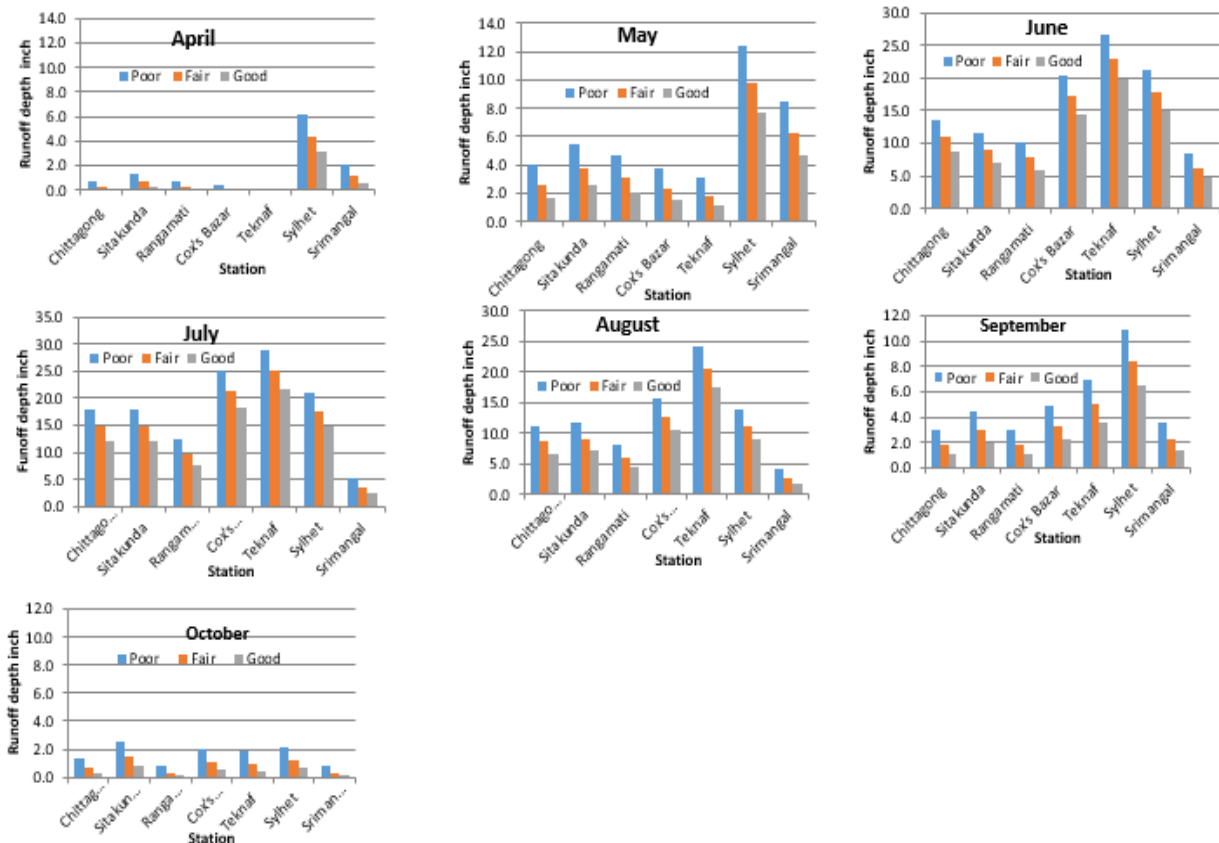 April
Runoff depth inch
Poor Fair Good
14.0
12.0
10.0
8.0
6.0
4.0
2.0
0.0
Chittagong
Sitakunda
Rangamati
Cox's Bazar
Teknaf
Sylhet
Srimangal
Station
May
Runoff depth inch
Poor Fair Good
14.0
12.0
10.0
8.0
6.0
4.0
2.0
0.0
Chittagong
Sitakunda
Rangamati
Cox's Bazar
Teknaf
Sylhet
Srimangal
Station
June
Runoff depth inch
Poor Fair Good
30.0
25.0
20.0
15.0
10.0
5.0
0.0
Chittagong
Sitakunda
Rangamati
Cox's Bazar
Teknaf
Sylhet
Srimangal
Station
July
Funoff depth inch
Poor Fair Good
35.0
30.0
25.0
20.0
15.0
10.0
5.0
0.0
Chittago...
Sitakunda
Rangam...
Cox's...
Teknaf
Sylhet
Srimangal
Station
August
Runoff depth inch
Poor Fair Good
30.0
25.0
20.0
15.0
10.0
5.0
0.0
Chittago...
Sitakunda
Rangamati
Cox's...
Teknaf
Sylhet
Srimangal
Station
September
Runoff depth inch
Poor Fair Good
12.0
10.0
8.0
6.0
4.0
2.0
0.0
Chittagong
Sitakunda
Rangamati
Cox's Bazar
Teknaf
Sylhet
Srimangal
Station
October
Runoff depth inch
Poor Fair Good
12.0
10.0
8.0
6.0
4.0
2.0
0.0
Chittag...
Sitakun...
Ranga...
Cox's...
Teknaf
Sylhet
Sriman...
Station